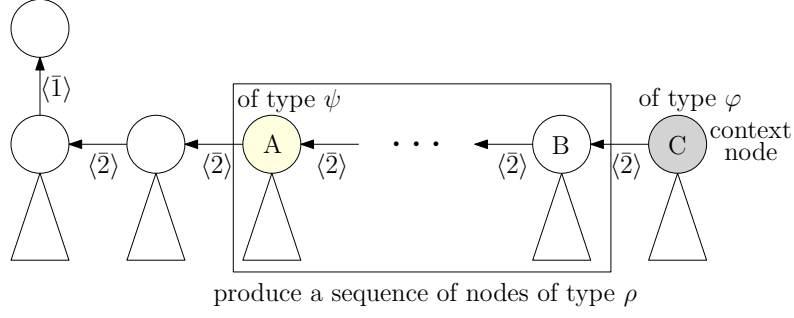 ⟨1̄⟩
of type ψ
of type φ
A
· · ·
B
C
context
node
⟨2̄⟩ ⟨2̄⟩ ⟨2̄⟩ ⟨2̄⟩ ⟨2̄⟩
produce a sequence of nodes of type ρ